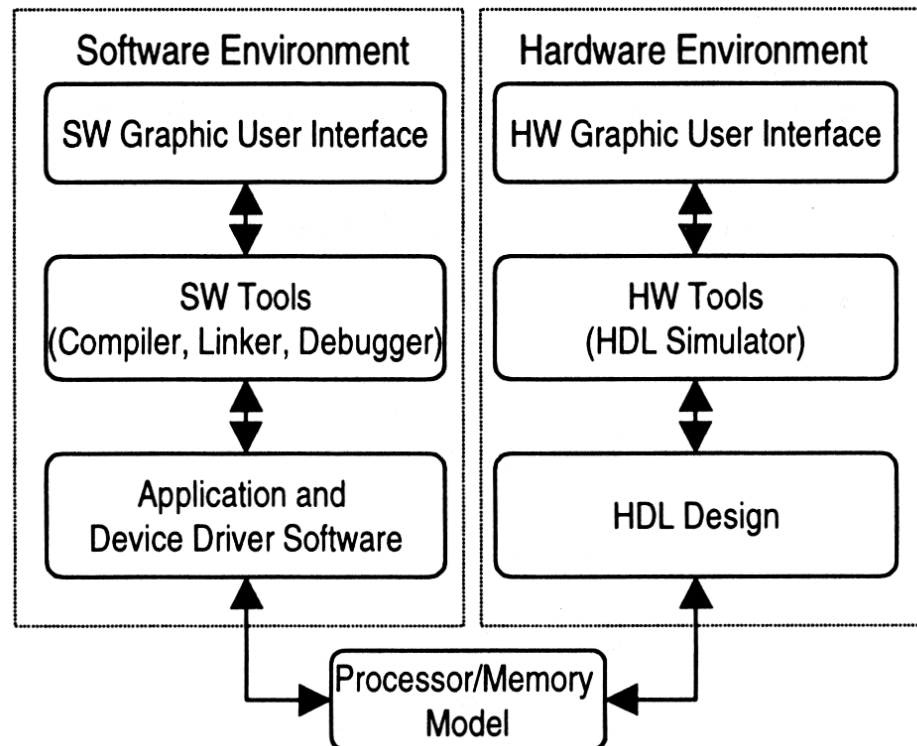 Software Environment
SW Graphic User Interface
SW Tools
(Compiler, Linker, Debugger)
Application and
Device Driver Software
Hardware Environment
HW Graphic User Interface
HW Tools
(HDL Simulator)
HDL Design
Processor/Memory
Model